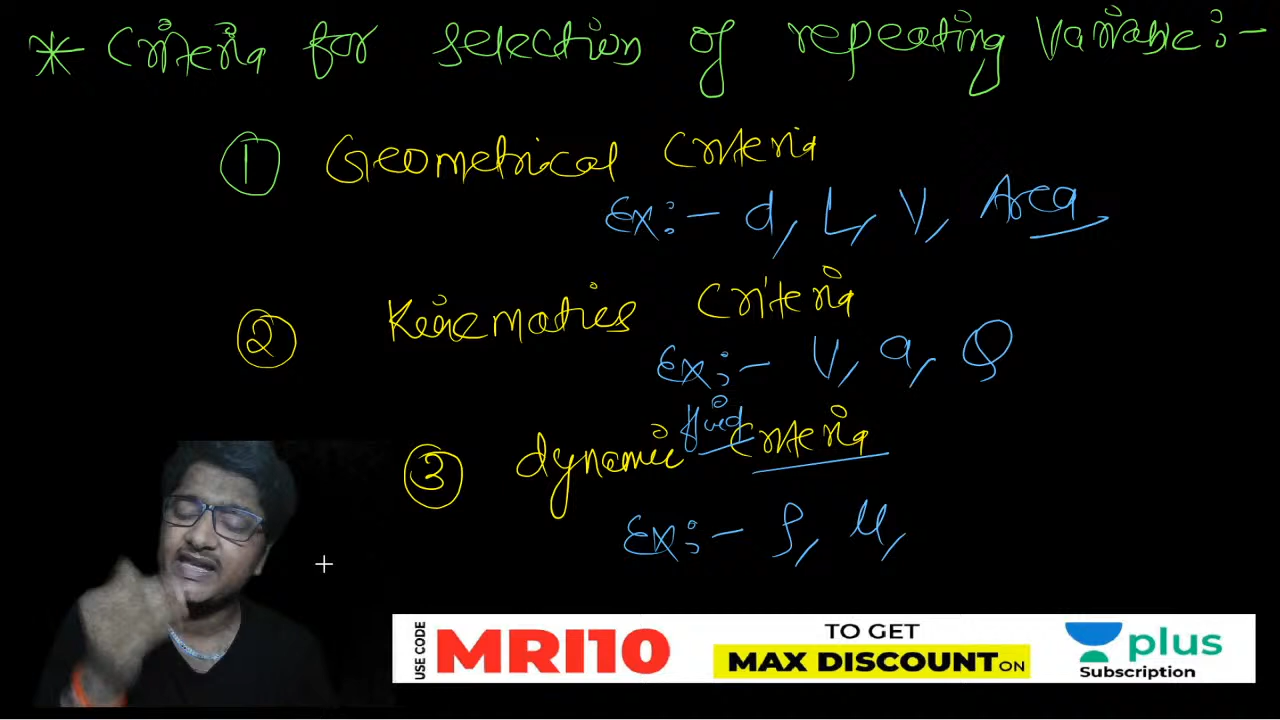 * Criteria for selection of repeating Variable:-
① Geometrical Criteria
Ex:- d, L, V, Area
② Kinematics Criteria
Ex:- V, a, Q
fluid
③ dynamic Criteria
Ex:- ρ, μ,
USE CODE MRI10 TO GET MAX DISCOUNT ON plus Subscription